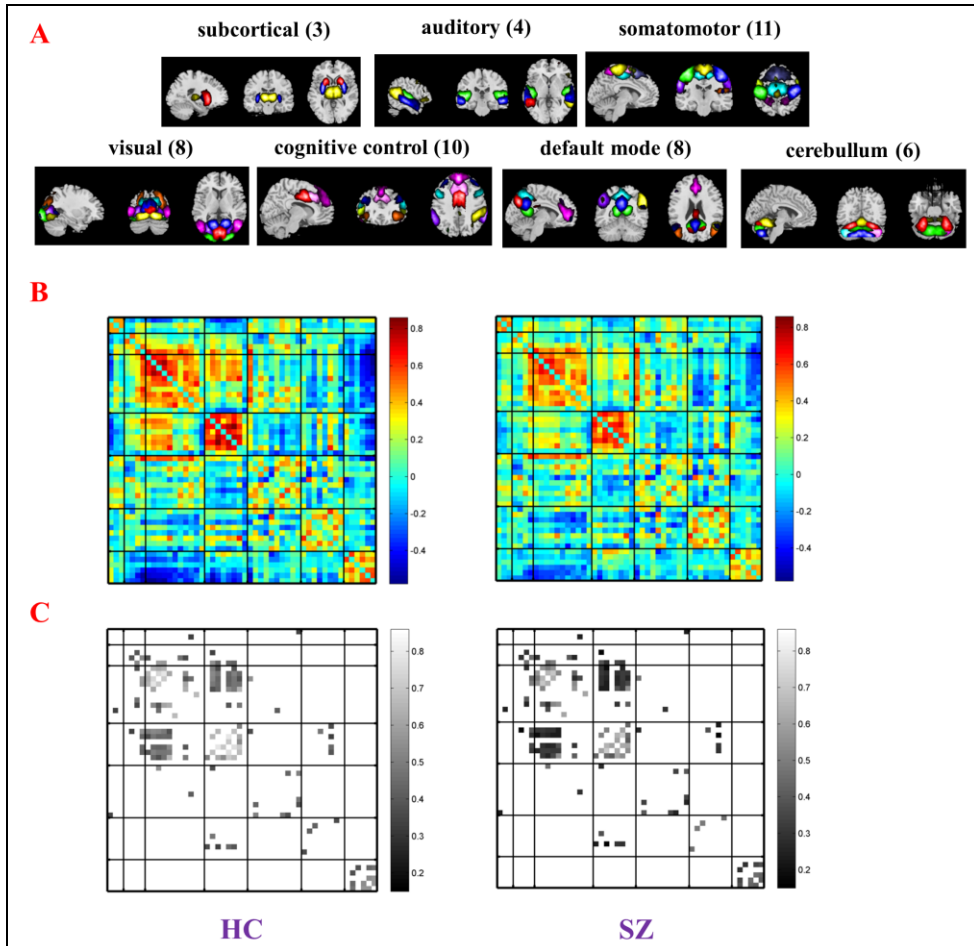 A
subcortical (3) auditory (4) somatomotor (11)
visual (8) cognitive control (10) default mode (8) cerebullum (6)
B
0.8 0.8
0.6 0.6
0.4 0.4
0.2 0.2
0 0
-0.2 -0.2
-0.4 -0.4
C
0.8 0.8
0.7 0.7
0.6 0.6
0.5 0.5
0.4 0.4
0.3 0.3
0.2 0.2
HC SZ